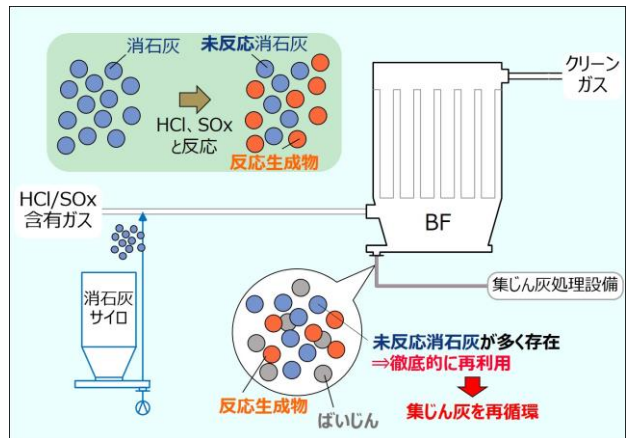 消石灰
未反応消石灰
HCl、SOx
と反応
反応生成物
クリーン
ガス
HCl/SOx
含有ガス
BF
消石灰
サイロ
集じん灰処理設備
未反応消石灰が多く存在
⇒徹底的に再利用
反応生成物
ばいじん
集じん灰を再循環